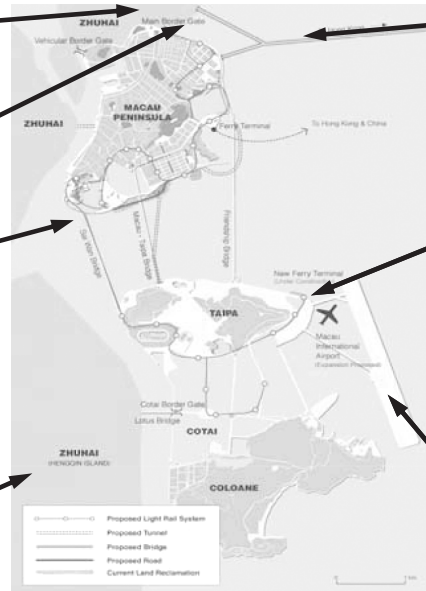 ZHUHAI
Main Border Gate
Vehicular Border Gate
MACAU
PENINSULA
ZHUHAI
Ferry Terminal
To Hong Kong & China
Sai Wan Bridge
Macau - Taipa Bridge
Friendship Bridge
New Ferry Terminal
(Under Construction)
TAIPA
Macau
International
Airport
(Expansion Proposed)
Cotai Border Gate
Lotus Bridge
COTAI
ZHUHAI
(HENGQIN ISLAND)
COLOANE
Proposed Light Rail System
Proposed Tunnel
Proposed Bridge
Proposed Road
Current Land Reclamation